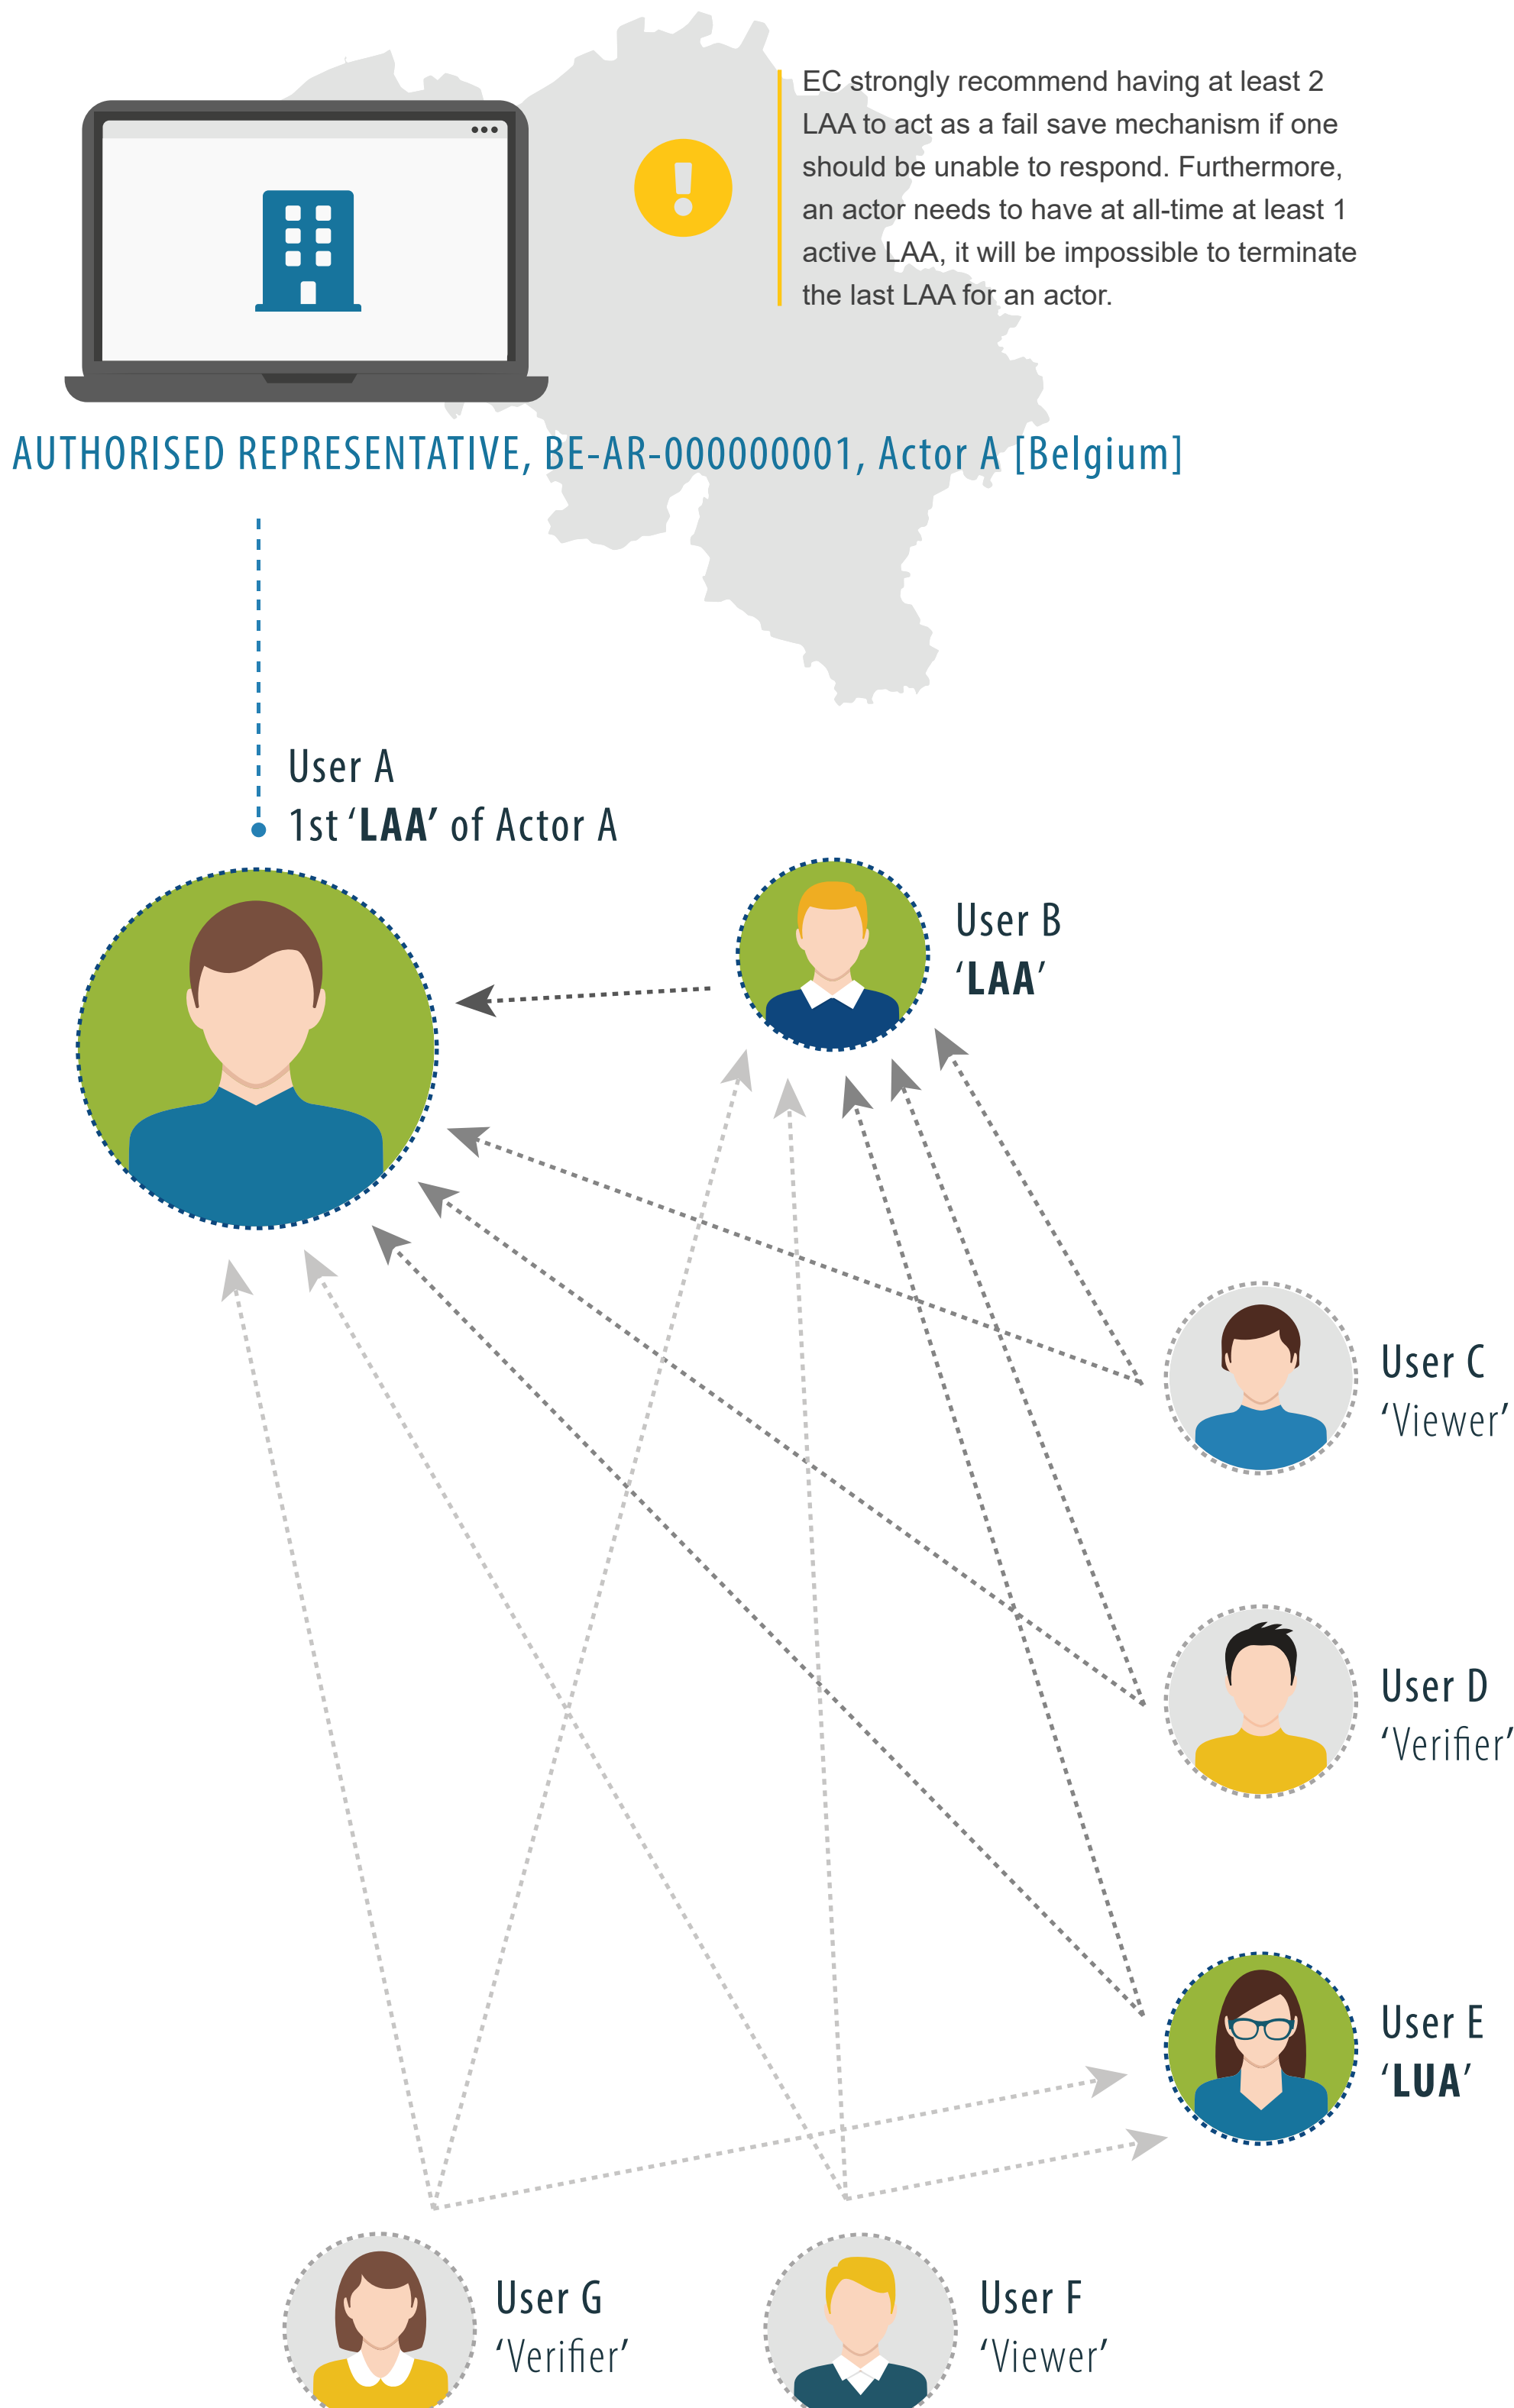 EC strongly recommend having at least 2
LAA to act as a fail save mechanism if one
should be unable to respond. Furthermore,
an actor needs to have at all-time at least 1
active LAA, it will be impossible to terminate
the last LAA for an actor.
AUTHORISED REPRESENTATIVE, BE-AR-000000001, Actor A [Belgium]
User A
1st ‘LAA’ of Actor A
User B
‘LAA’
User C
‘Viewer’
User D
‘Verifier’
User E
‘LUA’
User G
‘Verifier’
User F
‘Viewer’